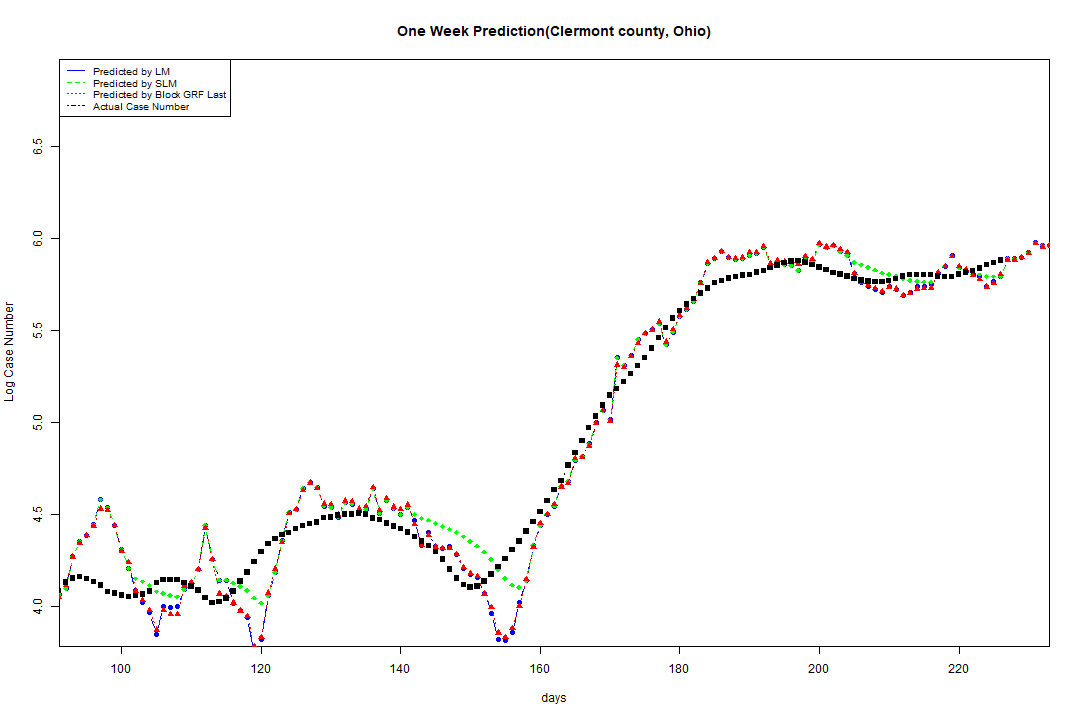 One Week Prediction(Clermont county, Ohio)
Predicted by LM
Predicted by SLM
Predicted by Block GRF Last
Actual Case Number
Log Case Number
6.5
6.0
5.5
5.0
4.5
4.0
100 120 140 160 180 200 220
days